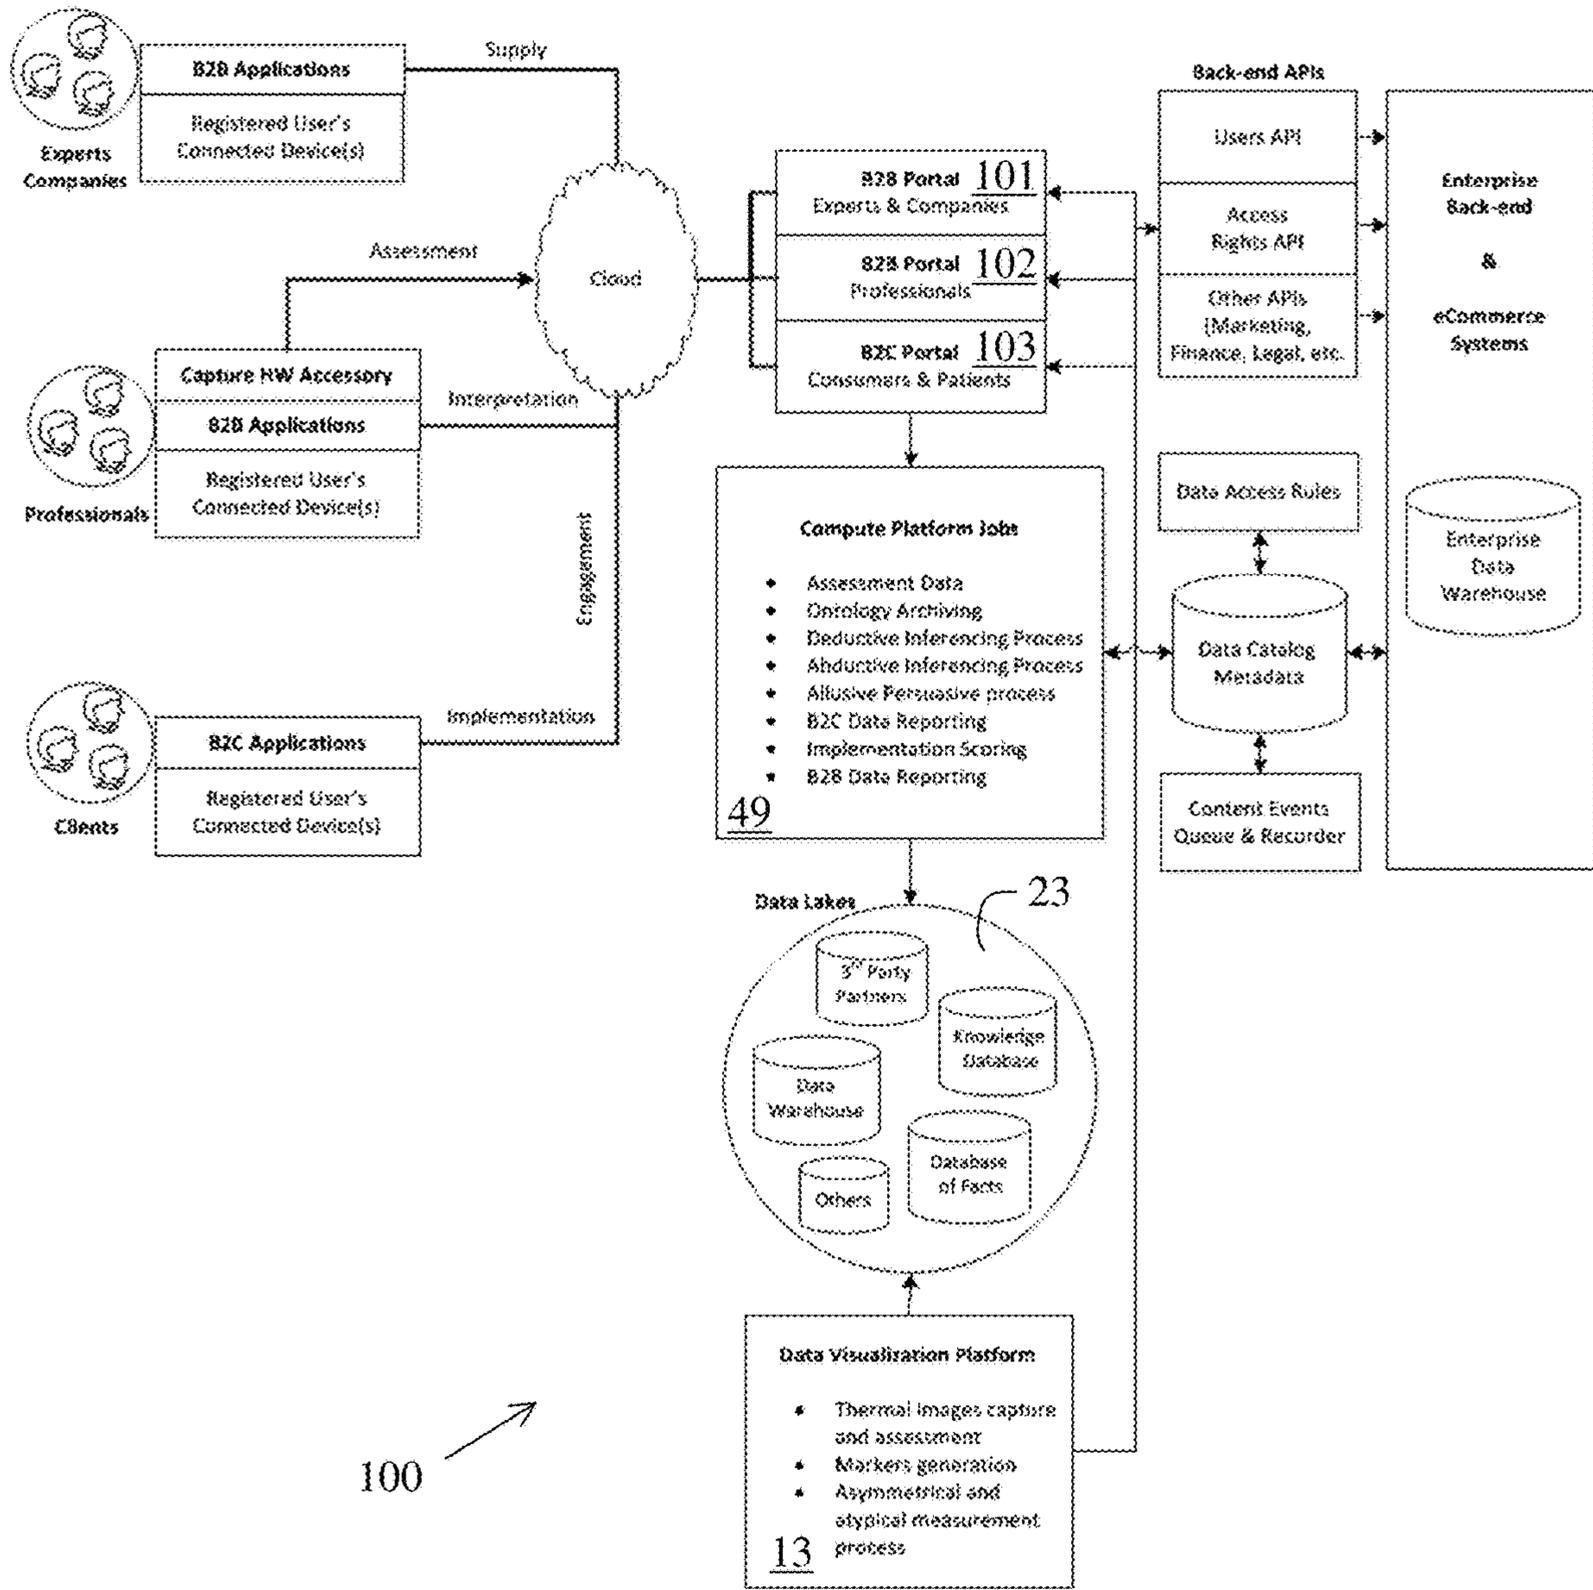 B2B Applications
Registered User's
Connected Device(s)
Experts
Companies
Supply
Assessment
Cloud
Capture HW Accessory
B2B Applications
Registered User's
Connected Device(s)
Professionals
Interpretation
Engagement
B2C Applications
Registered User's
Connected Device(s)
Clients
Implementation
B2B Portal 101
Experts & Companies
B2B Portal 102
Professionals
B2C Portal 103
Consumers & Patients
Back-end APIs
Users API
Access
Rights API
Other APIs
(Marketing,
Finance, Legal, etc.
Enterprise
Back-end
&
eCommerce
Systems
Enterprise
Data
Warehouse
Data Access Rules
Data Catalog
Metadata
Content Events
Queue & Recorder
Compute Platform Jobs
Assessment Data
Ontology Archiving
Deductive Inferencing Process
Abductive Inferencing Process
Allusive Persuasive process
B2C Data Reporting
Implementation Scoring
B2B Data Reporting
49
Data Lakes
23
3rd Party
Partners
Knowledge
Database
Data
Warehouse
Database
of Facts
Others
Data Visualization Platform
Thermal images capture
and assessment
Markers generation
Asymmetrical and
atypical measurement
process
13
100